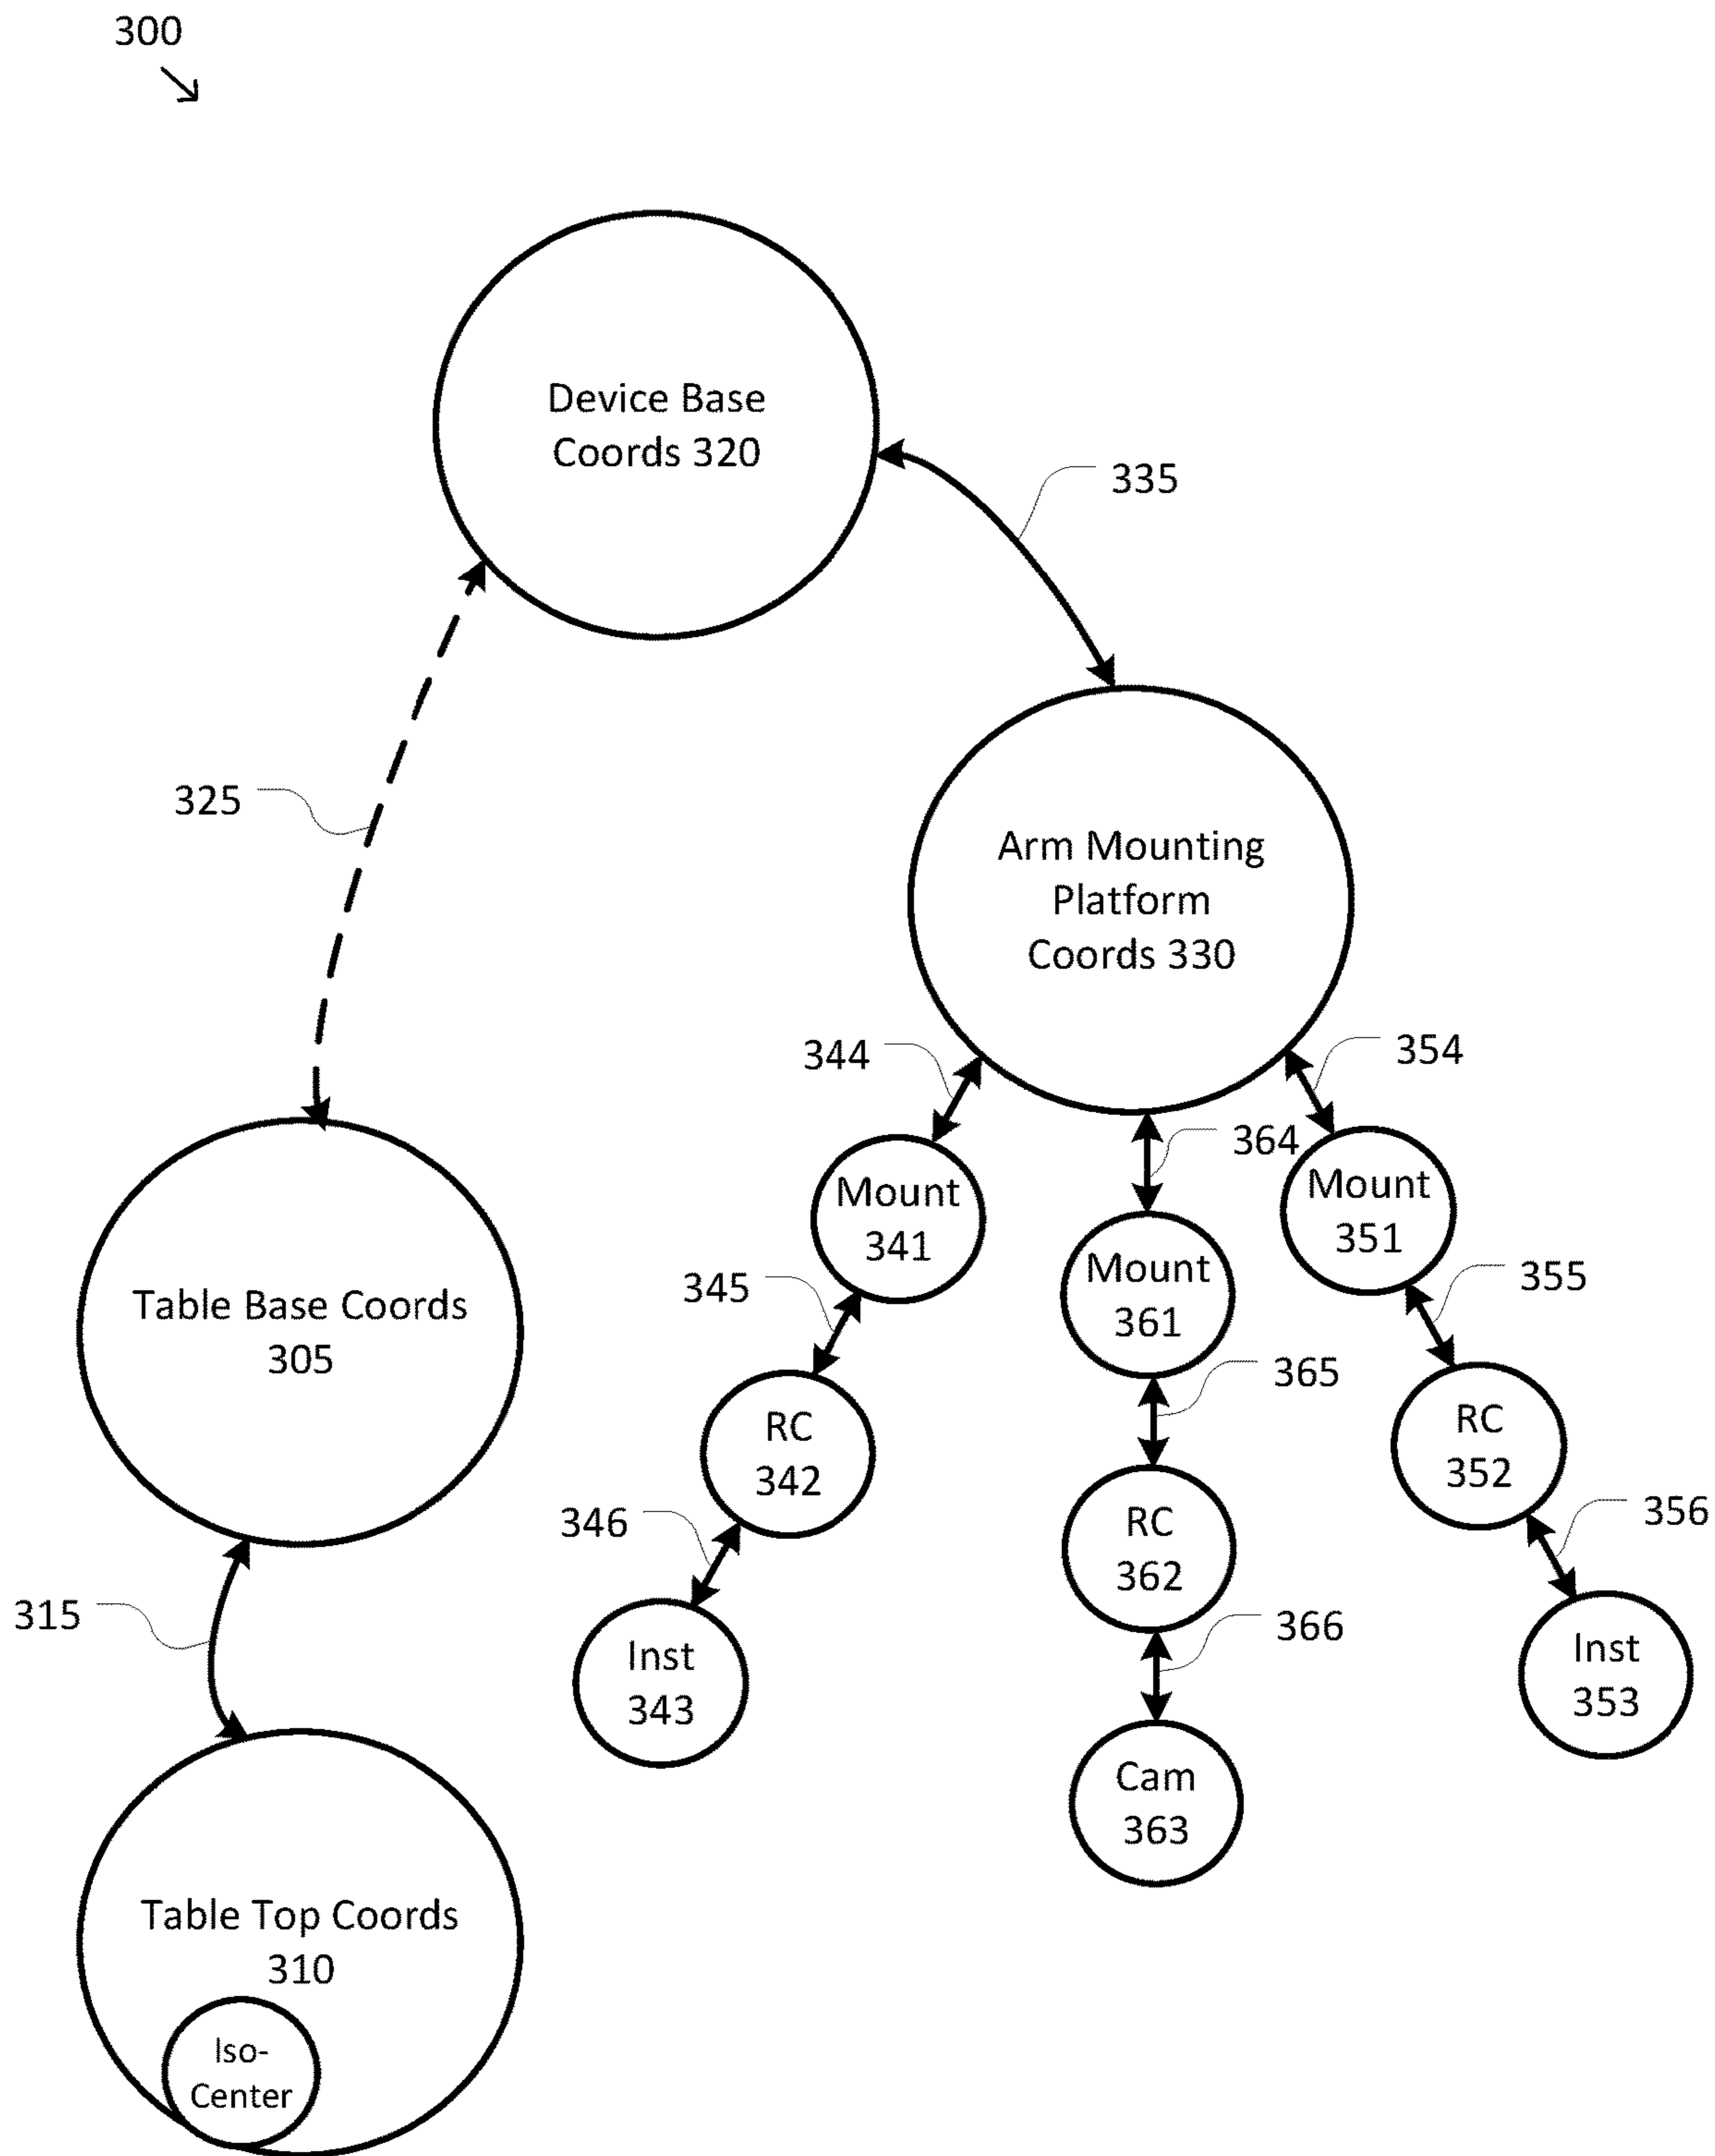 300
Device Base
Coords 320
335
325
Arm Mounting
Platform
Coords 330
344
354
364
Mount
341
Mount
351
Mount
361
345
355
Table Base Coords
305
365
RC
342
RC
352
346
356
RC
362
315
366
Inst
343
Inst
353
Cam
363
Table Top Coords
310
Iso-
Center